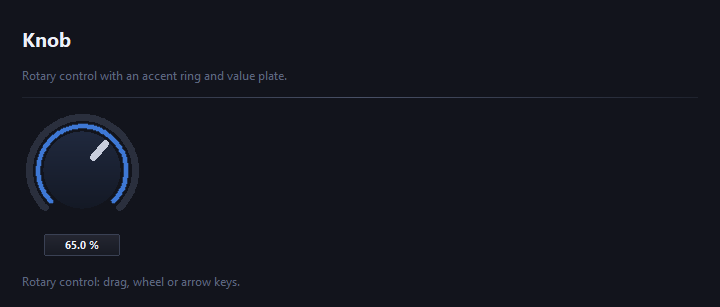 Knob
Rotary control with an accent ring and value plate.
65.0 %
Rotary control: drag, wheel or arrow keys.